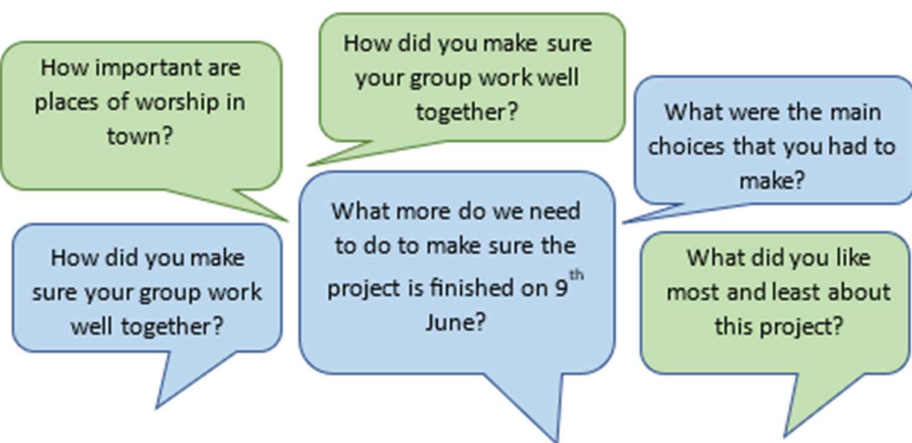 How important are
places of worship in
town?
How did you make sure
your group work well
together?
What were the main
choices that you had to
make?
How did you make
sure your group work
well together?
What more do we need
to do to make sure the
project is finished on 9th
June?
What did you like
most and least about
this project?